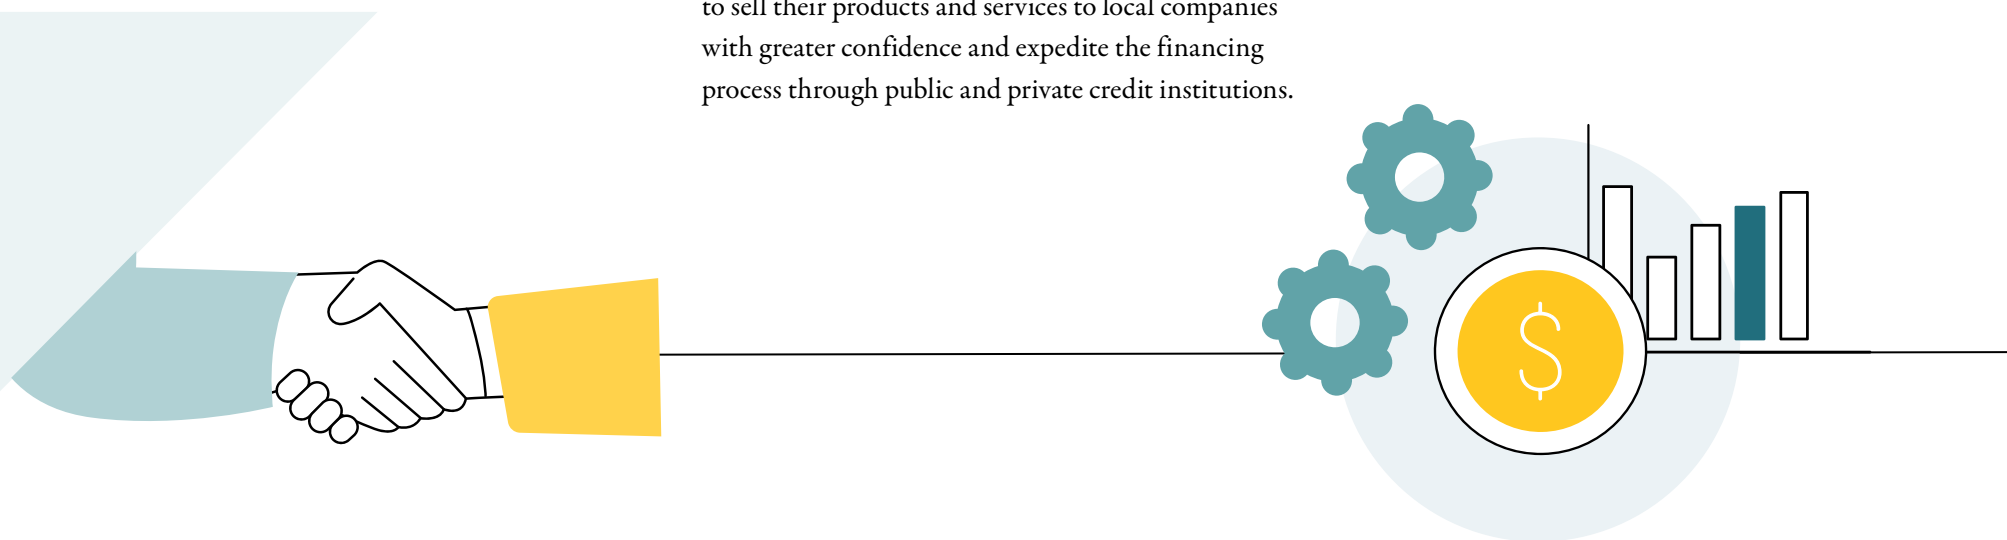 to sell their products and services to local companies
with greater confidence and expedite the financing
process through public and private credit institutions.
$